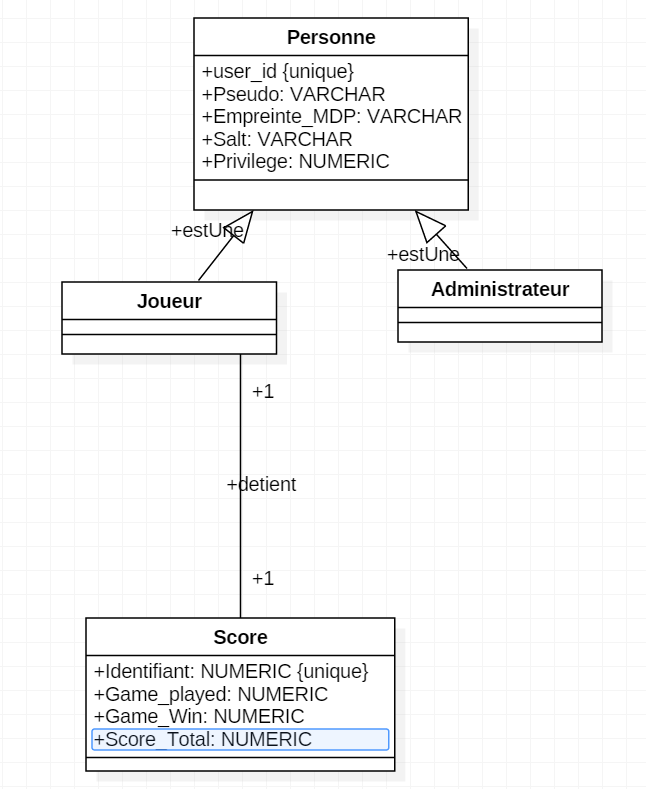 Personne
+user_id {unique}
+Pseudo: VARCHAR
+Empreinte_MDP: VARCHAR
+Salt: VARCHAR
+Privilege: NUMERIC
+estUne
+estUne
Joueur
Administrateur
+1
+detient
+1
Score
+Identifiant: NUMERIC {unique}
+Game_played: NUMERIC
+Game_Win: NUMERIC
+Score_Total: NUMERIC